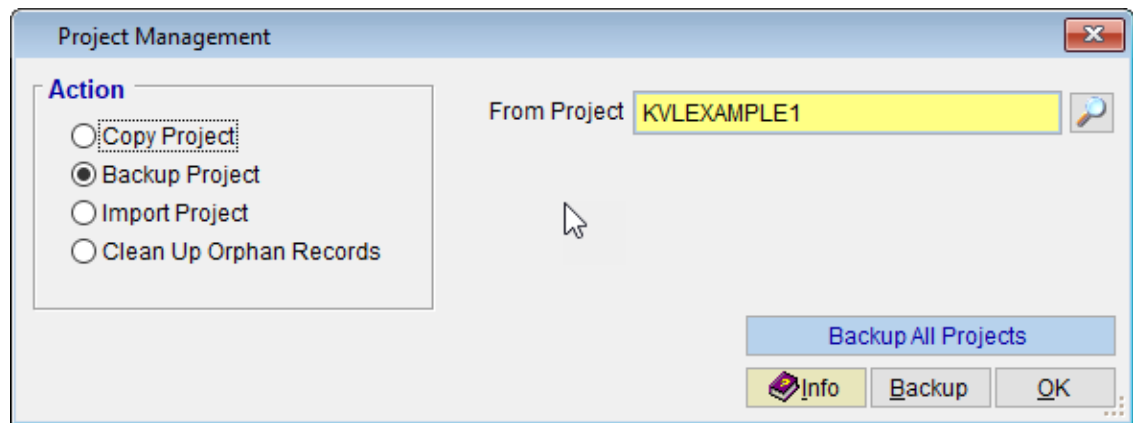 Project Management
Action
Copy Project
Backup Project
Import Project
Clean Up Orphan Records
From Project KVLEXAMPLE1
Backup All Projects
Info Backup OK